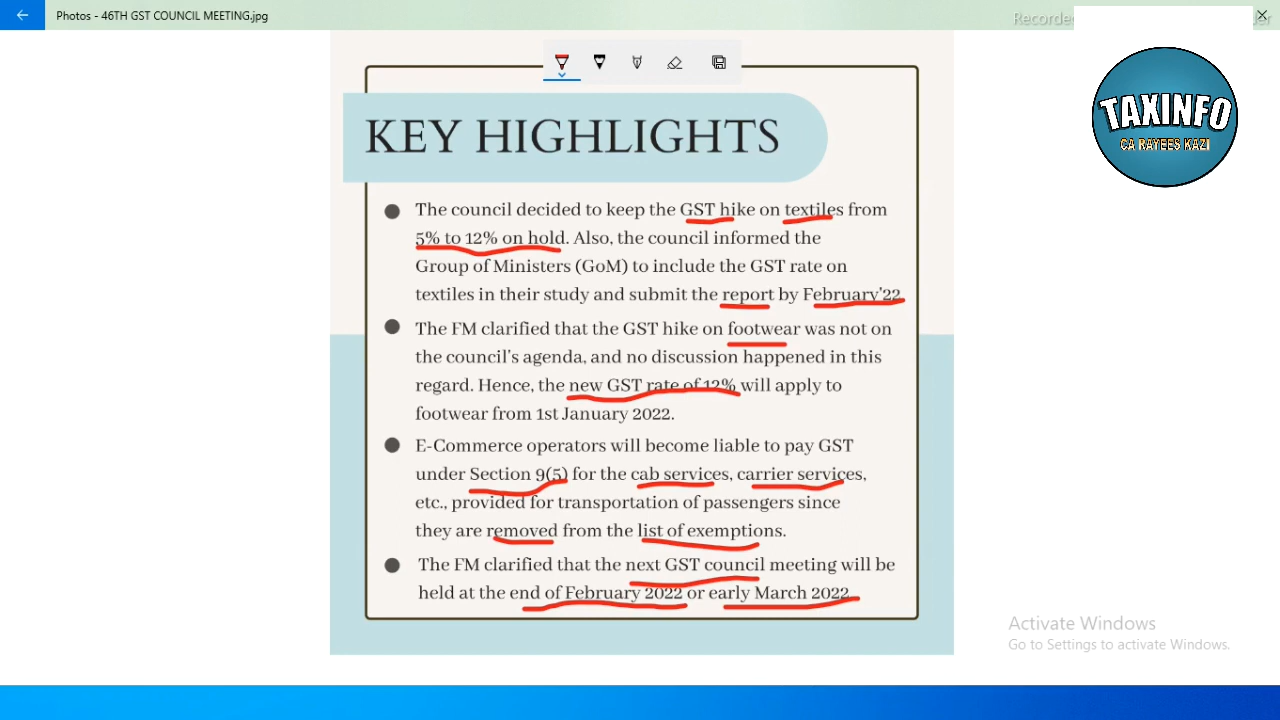 Photos - 46TH GST COUNCIL MEETING.jpg
Recorde
TAXINFO
CA RAYEES KAZI
KEY HIGHLIGHTS
The council decided to keep the GST hike on textiles from
5% to 12% on hold. Also, the council informed the
Group of Ministers (GoM) to include the GST rate on
textiles in their study and submit the report by February'22
The FM clarified that the GST hike on footwear was not on
the council's agenda, and no discussion happened in this
regard. Hence, the new GST rate of 12% will apply to
footwear from 1st January 2022.
E-Commerce operators will become liable to pay GST
under Section 9(5) for the cab services, carrier services,
etc., provided for transportation of passengers since
they are removed from the list of exemptions.
The FM clarified that the next GST council meeting will be
held at the end of February 2022 or early March 2022.
Activate Windows
Go to Settings to activate Windows.